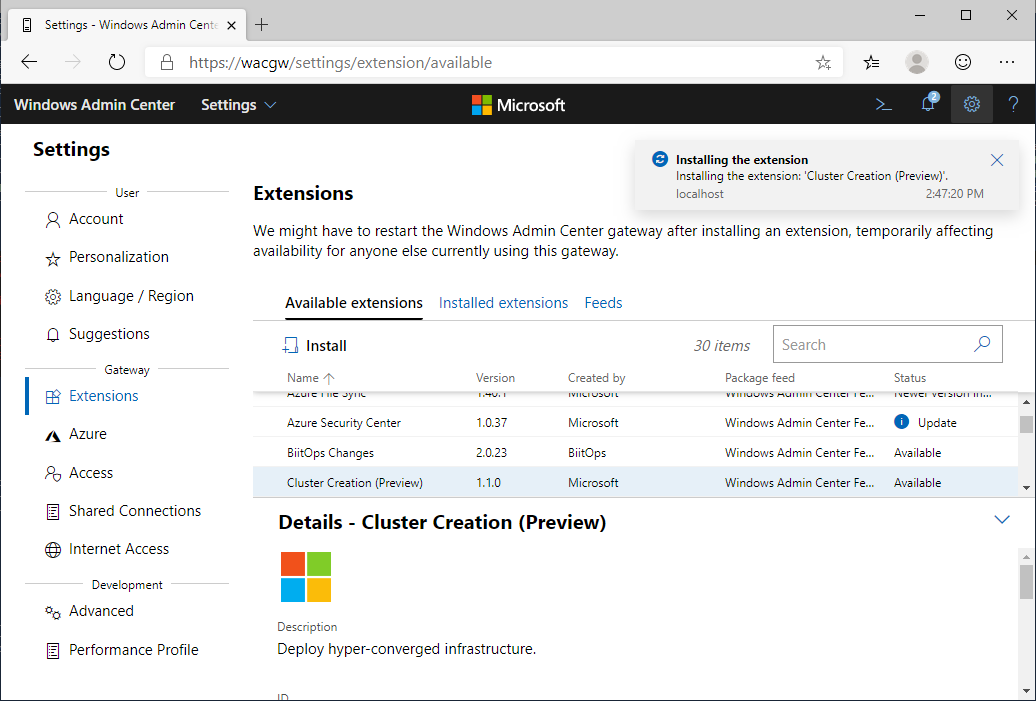 Settings - Windows Admin Cente
https://wacgw/settings/extension/available
Windows Admin Center
Settings
Microsoft
2
?
Settings
User
Account
Personalization
Language / Region
Suggestions
Gateway
Extensions
Azure
Access
Shared Connections
Internet Access
Development
Advanced
Performance Profile
Installing the extension
Installing the extension: 'Cluster Creation (Preview)'.
localhost 2:47:20 PM
Extensions
We might have to restart the Windows Admin Center gateway after installing an extension, temporarily affecting
availability for anyone else currently using this gateway.
Available extensions Installed extensions Feeds
Install 30 items Search
Name Version Created by Package feed Status
Azure File Sync 1.40.1 Microsoft Windows Admin Center Fe... Newer version in...
Azure Security Center 1.0.37 Microsoft Windows Admin Center Fe... Update
BiitOps Changes 2.0.23 BiitOps Windows Admin Center Fe... Available
Cluster Creation (Preview) 1.1.0 Microsoft Windows Admin Center Fe... Available
Details - Cluster Creation (Preview)
Description
Deploy hyper-converged infrastructure.
ID